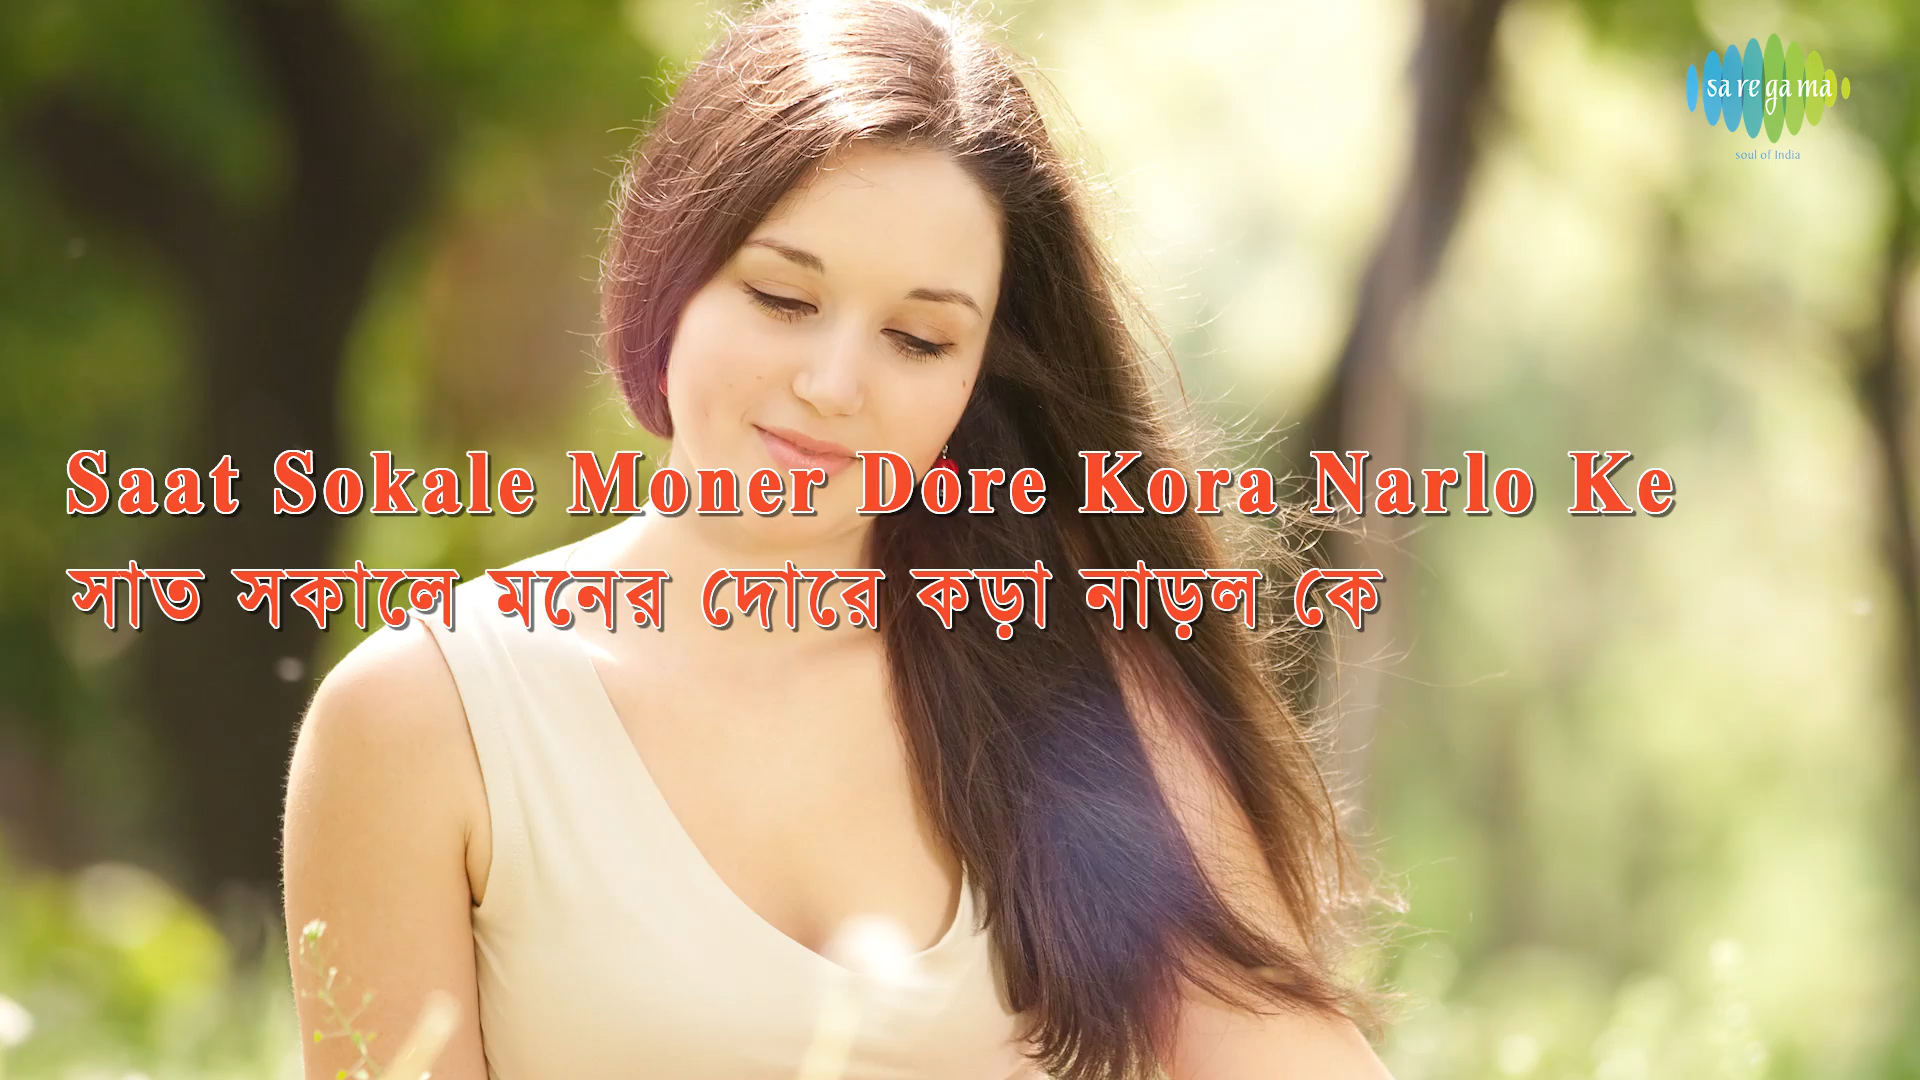 sa re ga ma
soul of India
Saat Sokale Moner Dore Kora Narlo Ke
সাত সকালে মনের দোরে কড়া নাড়ল কে